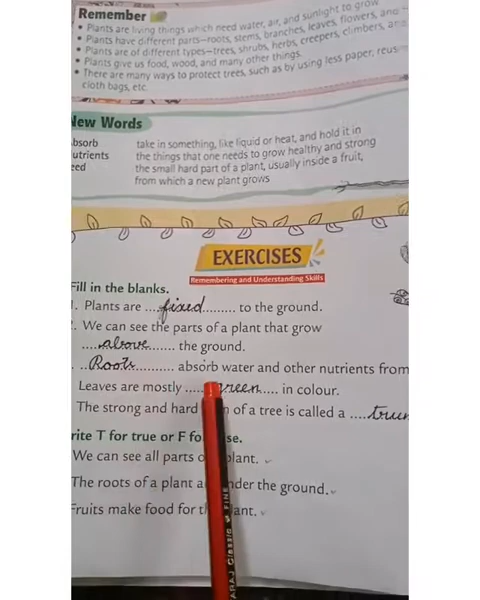 Remember
• Plants are living things which need water, air, and sunlight to grow
• Plants have different parts—roots, stems, branches, leaves, flowers, and
• Plants are of different types—trees, shrubs, herbs, creepers, climbers, and
• Plants give us food, wood, and many other things.
• There are many ways to protect trees, such as by using less paper, reus
cloth bags, etc.
New Words
bsorb take in something, like liquid or heat, and hold it in
utrients the things that one needs to grow healthy and strong
eed the small hard part of a plant, usually inside a fruit,
from which a new plant grows
EXERCISES
Remembering and Understanding Skills
Fill in the blanks.
1. Plants are ....fixed......... to the ground.
2. We can see the parts of a plant that grow
....above....... the ground.
..Roots........... absorb water and other nutrients from
Leaves are mostly .....green.... in colour.
The strong and hard of a tree is called a ....trun
rite T for true or F fo se.
We can see all parts o plant.
The roots of a plant a nder the ground.
Fruits make food for th ant.
ARAJ Classic FINE